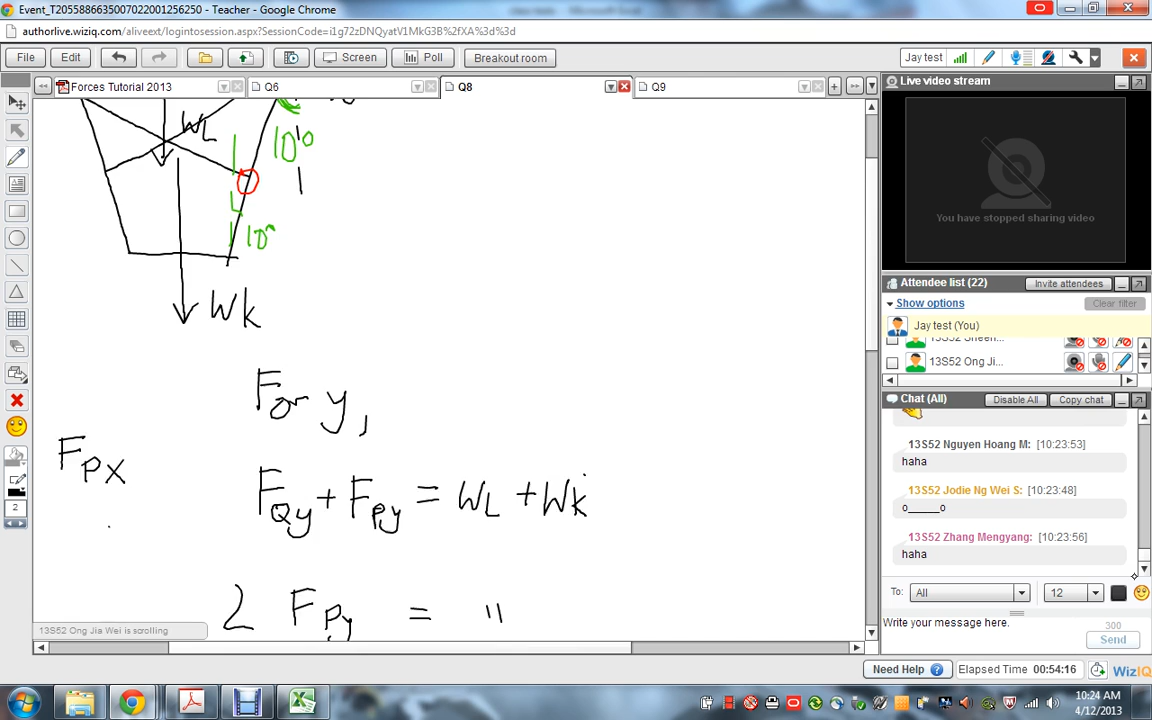 Event_T20558866350070220012562​50 - Teacher - Google Chrome
authorlive.wiziq.com/aliveext/logintosession.aspx?SessionCode=i1g72zDNQyatV1MkG3B%2fXA%3d%3d
File Edit Screen Poll Breakout room Jay test
Forces Tutorial 2013 Q6 Q8 Q9
Live video stream
You have stopped sharing video
Attendee list (22) Invite attendees
Show options Clear filter
Jay test (You)
13S52 Ong Ji...
Chat (All) Disable All Copy chat
13S52 Nguyen Hoang M: [10:23:53]
haha
13S52 Jodie Ng Wei S: [10:23:48]
o_____o
13S52 Zhang Mengyang: [10:23:56]
haha
To: All 12
Write your message here.
300
Send
WL
10°
10°
Wk
For y,
FPX
FQy + FPy = WL + Wk
2 FPy = "
2
13S52 Ong Jia Wei is scrolling
Need Help ? Elapsed Time 00:54:16 WizIQ
10:24 AM
4/12/2013